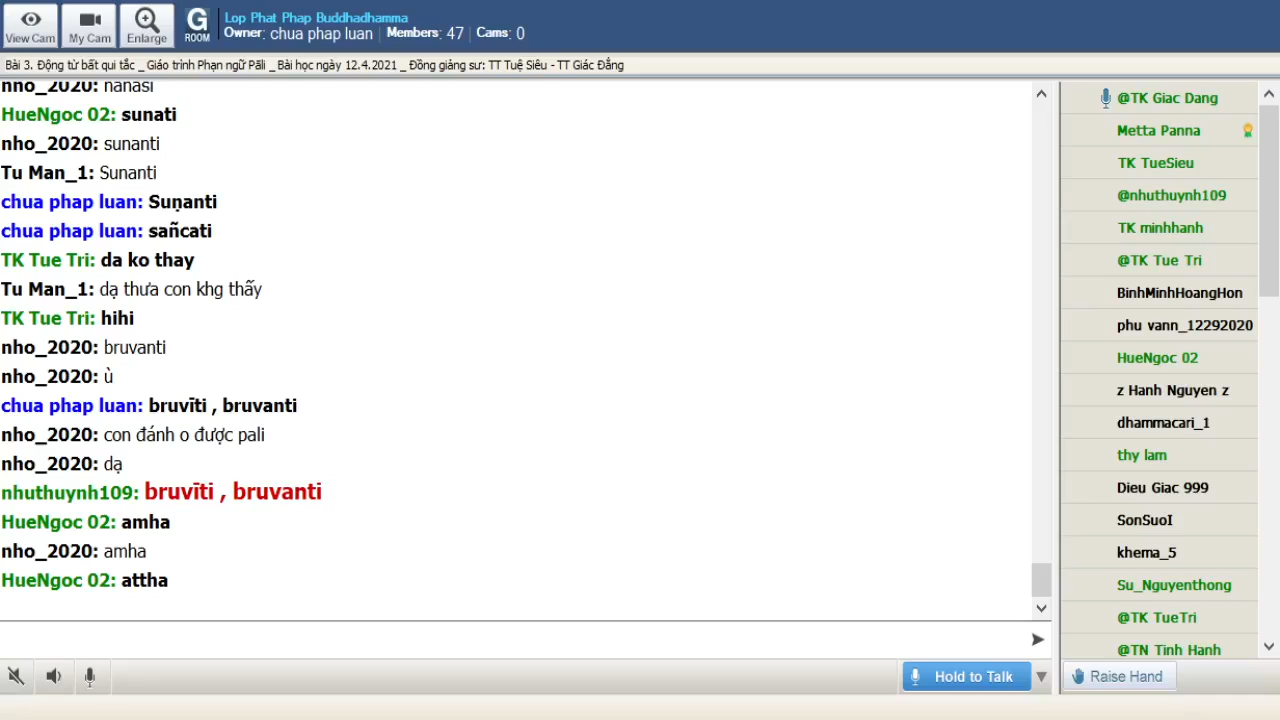 View Cam
My Cam
Enlarge
G
ROOM
Lop Phat Phap Buddhadhamma
Owner: chua phap luan | Members: 47 | Cams: 0
Bài 3. Động từ bất qui tắc _ Giáo trình Phạn ngữ Pāli _ Bài học ngày 12.4.2021 _ Đồng giảng sư: TT Tuệ Siêu - TT Giác Đẳng
nho_2020: hanasi
HueNgoc 02: sunati
nho_2020: sunanti
Tu Man_1: Sunanti
chua phap luan: Suṇanti
chua phap luan: sañcati
TK Tue Tri: da ko thay
Tu Man_1: dạ thưa con khg thấy
TK Tue Tri: hihi
nho_2020: bruvanti
nho_2020: ù
chua phap luan: bruvīti , bruvanti
nho_2020: con đánh o được pali
nho_2020: dạ
nhuthuynh109: bruvīti , bruvanti
HueNgoc 02: amha
nho_2020: amha
HueNgoc 02: attha
@TK Giac Dang
Metta Panna
TK TueSieu
@nhuthuynh109
TK minhhanh
@TK Tue Tri
BinhMinhHoangHon
phu vann_12292020
HueNgoc 02
z Hanh Nguyen z
dhammacari_1
thy lam
Dieu Giac 999
SonSuoI
khema_5
Su_Nguyenthong
@TK TueTri
@TN Tinh Hanh
Hold to Talk
Raise Hand